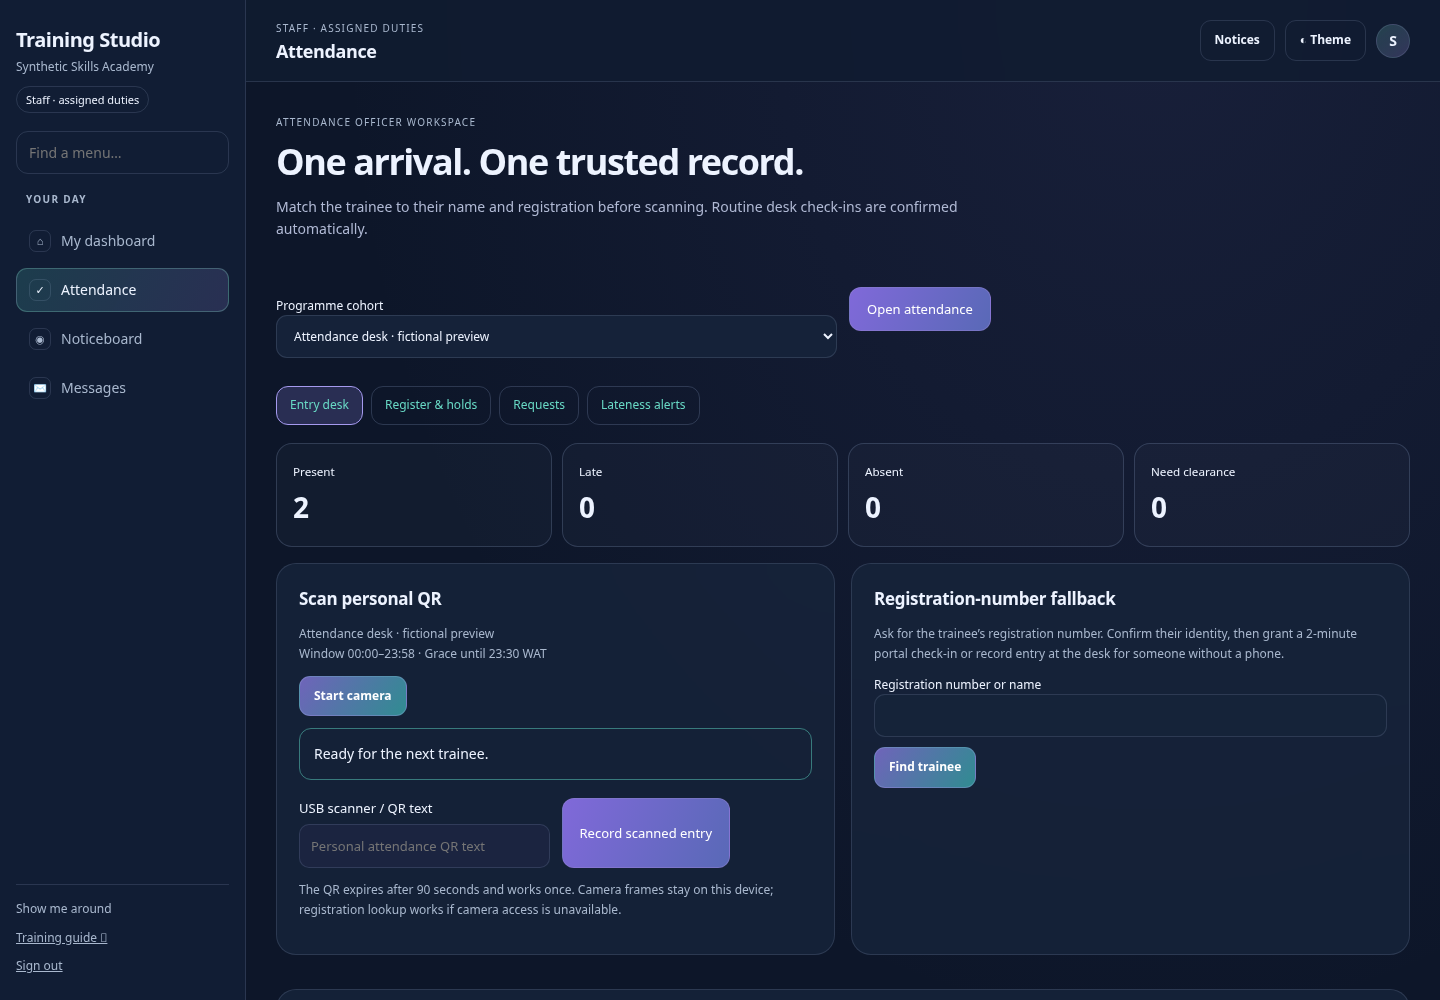 Training Studio
Synthetic Skills Academy
Staff · assigned duties
Find a menu...
YOUR DAY
My dashboard
Attendance
Noticeboard
Messages
Show me around
Training guide
Sign out
STAFF · ASSIGNED DUTIES
Attendance
Notices
Theme
S
ATTENDANCE OFFICER WORKSPACE
One arrival. One trusted record.
Match the trainee to their name and registration before scanning. Routine desk check-ins are confirmed
automatically.
Programme cohort
Attendance desk · fictional preview
Open attendance
Entry desk
Register & holds
Requests
Lateness alerts
Present
2
Late
0
Absent
0
Need clearance
0
Scan personal QR
Attendance desk · fictional preview
Window 00:00–23:58 · Grace until 23:30 WAT
Start camera
Ready for the next trainee.
USB scanner / QR text
Personal attendance QR text
Record scanned entry
The QR expires after 90 seconds and works once. Camera frames stay on this device;
registration lookup works if camera access is unavailable.
Registration-number fallback
Ask for the trainee’s registration number. Confirm their identity, then grant a 2-minute
portal check-in or record entry at the desk for someone without a phone.
Registration number or name
Find trainee